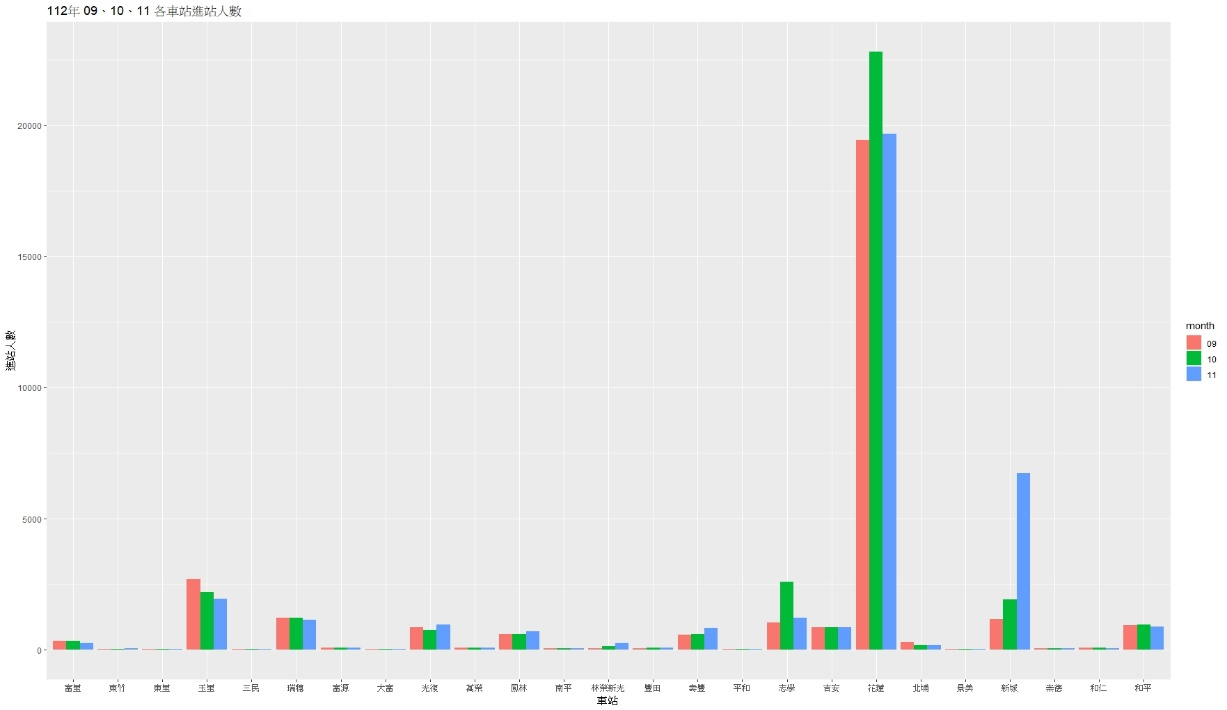 112年 09、10、11 各車站進站人數
進站人數
20000
15000
10000
5000
0
富里 東竹 東里 玉里 三民 瑞穗 富源 大富 光復 萬榮 鳳林 南平 林榮新光 豐田 壽豐 平和 志學 吉安 花蓮 北埔 景美 新城 崇德 和仁 和平
車站
month
09
10
11